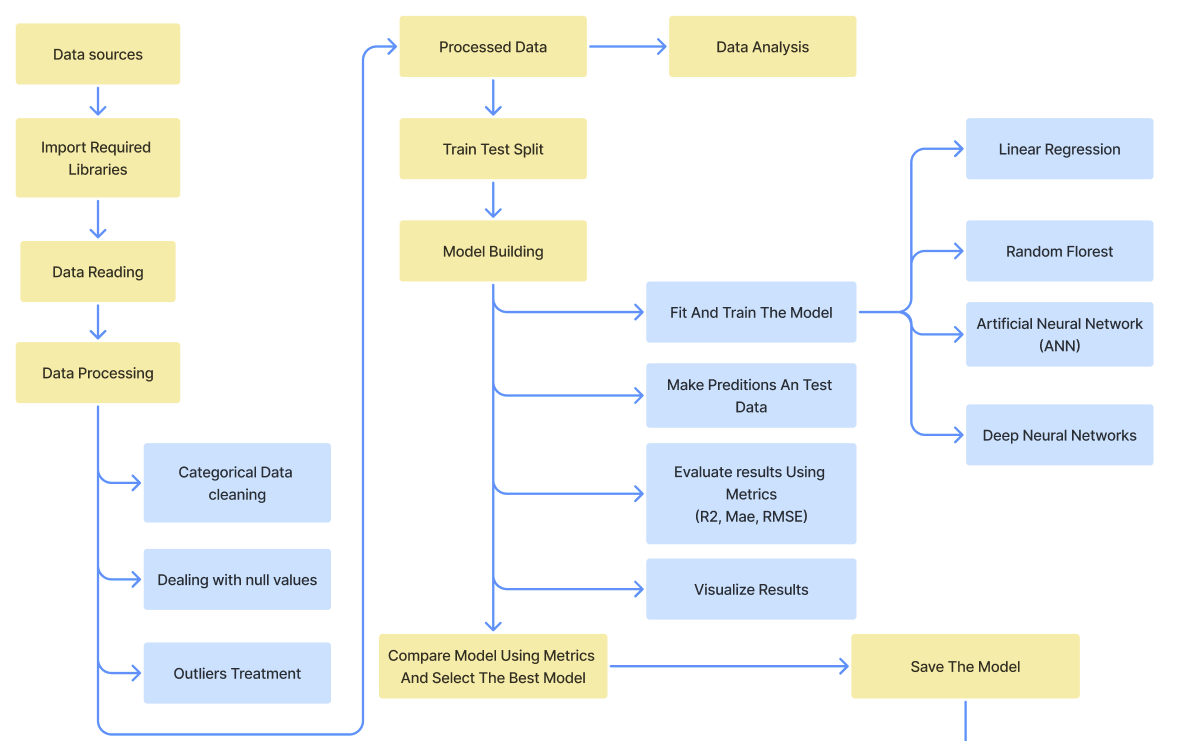 Data sources
Import Required
Libraries
Data Reading
Data Processing
Categorical Data
cleaning
Dealing with null values
Outliers Treatment
Processed Data
Data Analysis
Train Test Split
Model Building
Fit And Train The Model
Make Preditions An Test
Data
Evaluate results Using
Metrics
(R2, Mae, RMSE)
Visualize Results
Linear Regression
Random Florest
Artificial Neural Network
(ANN)
Deep Neural Networks
Compare Model Using Metrics
And Select The Best Model
Save The Model